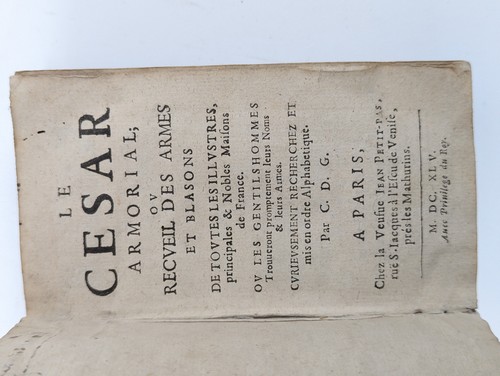 LE
CESAR
ARMORIAL;
OV
RECVEIL DES ARMES
ET BLASONS
DE TOVTES LES ILLVSTRES,
principales & Nobles Maisons
de France.
OV LES GENTILSHOMMES
Trouueront promptement leurs Noms
& leurs Armes.
CVRIEVSEMENT RECHERCHEZ ET
mis en ordre Alphabetique.
Par C. D. G.
A PARIS,
Chez la Veufue IEAN PETIT-PAS,
ruë S. Iacques à l'Escu de Venise,
prés les Mathurins.
M. DC. XLV.
Auec Priuilege du Roy.